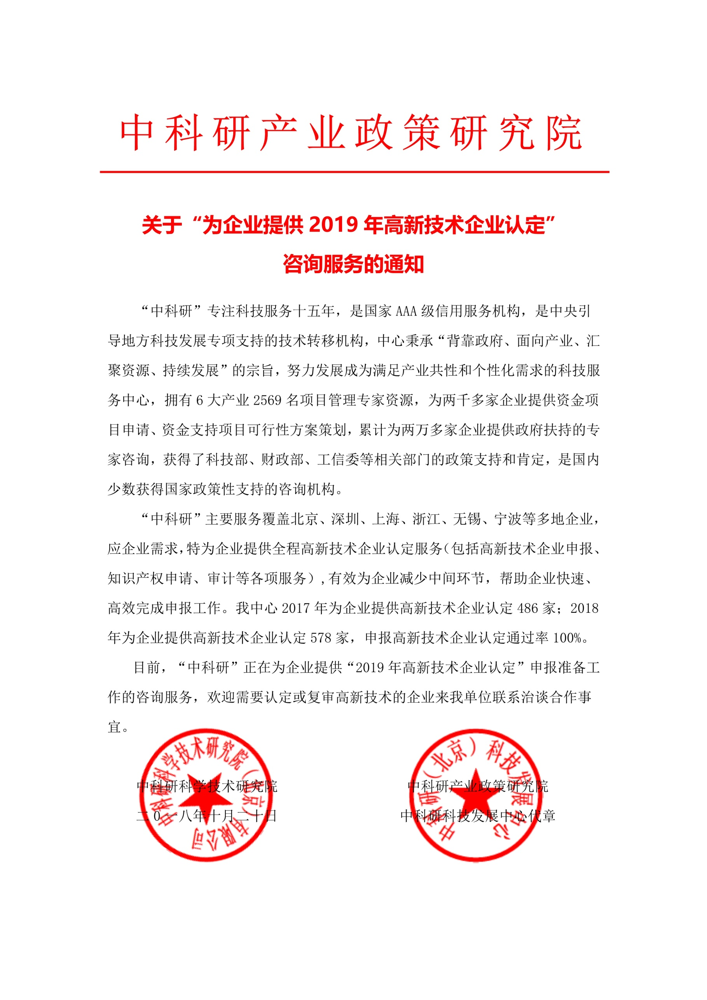 中科研产业政策研究院
关于“为企业提供 2019 年高新技术企业认定”
咨询服务的通知
“中科研”专注科技服务十五年，是国家 AAA 级信用服务机构，是中央引
导地方科技发展专项支持的技术转移机构，中心秉承“背靠政府、面向产业、汇
聚资源、持续发展”的宗旨，努力发展成为满足产业共性和个性化需求的科技服
务中心，拥有 6 大产业 2569 名项目管理专家资源，为两千多家企业提供资金项
目申请、资金支持项目可行性方案策划，累计为两万多家企业提供政府扶持的专
家咨询，获得了科技部、财政部、工信委等相关部门的政策支持和肯定，是国内
少数获得国家政策性支持的咨询机构。
“中科研”主要服务覆盖北京、深圳、上海、浙江、无锡、宁波等多地企业，
应企业需求，特为企业提供全程高新技术企业认定服务（包括高新技术企业申报、
知识产权申请、审计等各项服务）,有效为企业减少中间环节，帮助企业快速、
高效完成申报工作。我中心 2017 年为企业提供高新技术企业认定 486 家；2018
年为企业提供高新技术企业认定 578 家，申报高新技术企业认定通过率 100%。
目前，“中科研”正在为企业提供“2019 年高新技术企业认定”申报准备工
作的咨询服务，欢迎需要认定或复审高新技术的企业来我单位联系洽谈合作事
宜。
中科研科学技术研究院（北京）有限公司
中科研（北京）科技发展中心
中科研科学技术研究院
中科研产业政策研究院
二 0 一八年十月二十日
中科研科技发展中心代章